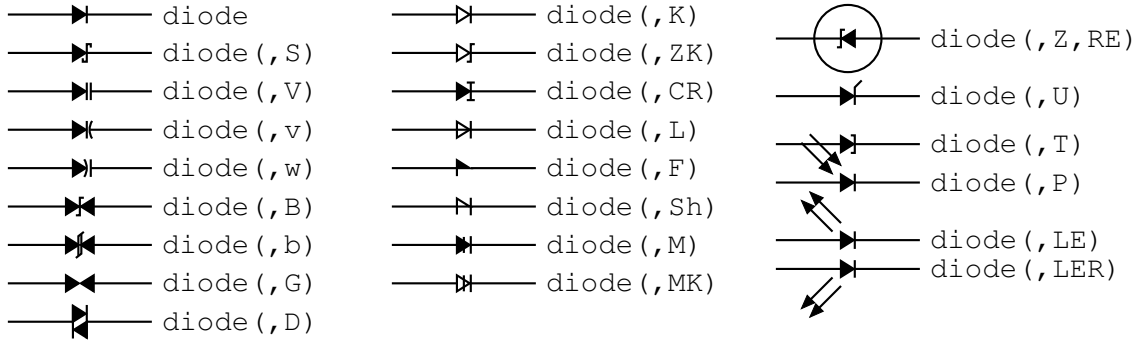 diode
diode(,S)
diode(,V)
diode(,v)
diode(,w)
diode(,B)
diode(,b)
diode(,G)
diode(,D)
diode(,K)
diode(,ZK)
diode(,CR)
diode(,L)
diode(,F)
diode(,Sh)
diode(,M)
diode(,MK)
diode(,Z,RE)
diode(,U)
diode(,T)
diode(,P)
diode(,LE)
diode(,LER)